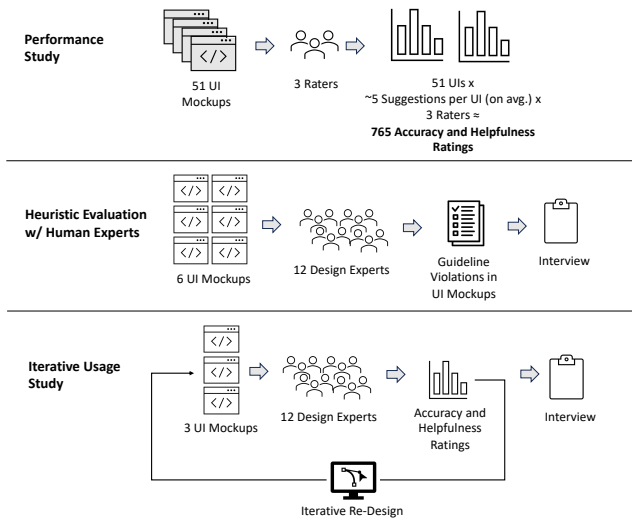 Performance
Study
</>
51 UI
Mockups
3 Raters
51 UIs x
~5 Suggestions per UI (on avg.) x
3 Raters ≈
765 Accuracy and Helpfulness
Ratings
Heuristic Evaluation
w/ Human Experts
</> </>
</> </>
</> </>
6 UI Mockups
12 Design Experts
Guideline
Violations in
UI Mockups
Interview
Iterative Usage
Study
</>
</>
</>
3 UI Mockups
12 Design Experts
Accuracy and
Helpfulness
Ratings
Interview
Iterative Re-Design